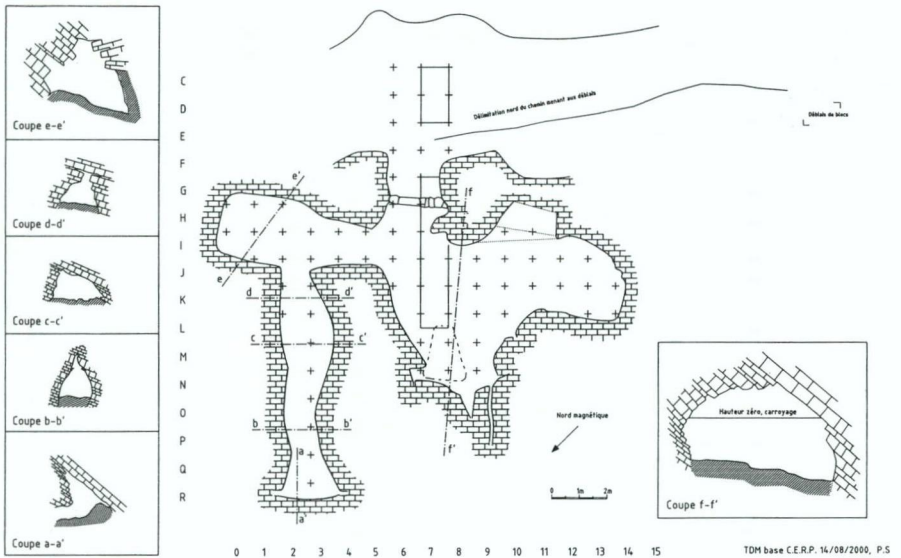 Coupe e-e'
Coupe d-d'
Coupe c-c'
Coupe b-b'
Coupe a-a'
C
D
E
F
G
H
I
J
K
L
M
N
O
P
Q
R
Délimitation nord du chemin menant aux déblais
Déblais de blocs
e'
f
e
d d'
c c'
b b'
a
f'
a'
Nord magnétique
0 1m 2m
Hauteur zéro, carroyage
Coupe f-f'
0 1 2 3 4 5 6 7 8 9 10 11 12 13 14 15
TDM base C.E.R.P. 14/08/2000, P.S